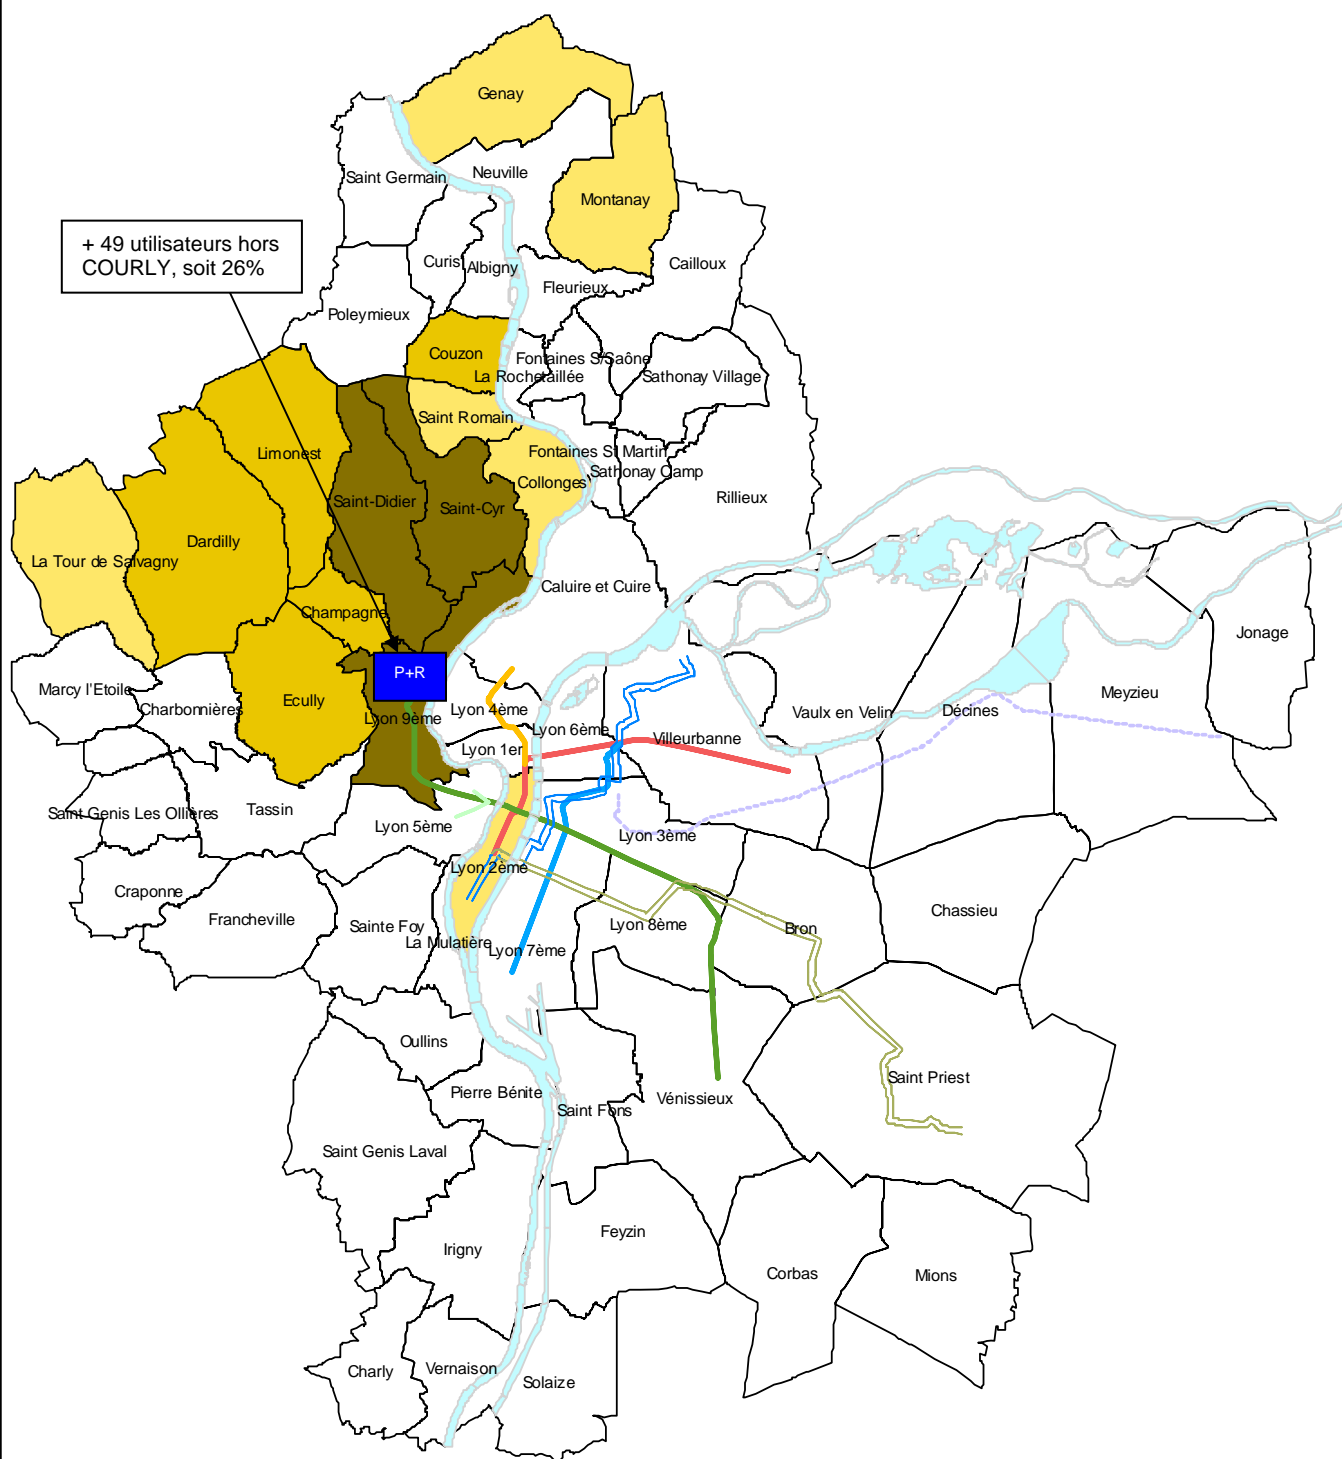 Genay
Neuville
Saint Germain
Montanay
+ 49 utilisateurs hors
COURLY, soit 26%
Curis
Albigny
Cailloux
Fleurieux
Poleymieux
Couzon
Fontaines S/Saône
La Rochetaillée
Sathonay Village
Saint Romain
Limonest
Fontaines St Martin
Sathonay Camp
Collonges
Rillieux
Saint-Didier
Saint-Cyr
Dardilly
La Tour de Salvagny
Caluire et Cuire
Champagne
Jonage
P+R
Marcy l'Etoile
Charbonnières
Ecully
Lyon 9ème
Lyon 4ème
Meyzieu
Vaulx en Velin
Décines
Lyon 6ème
Villeurbanne
Lyon 1er
Saint Genis Les Ollières
Tassin
Lyon 5ème
Lyon 3ème
Lyon 2ème
Craponne
Francheville
Sainte Foy
La Mulatière
Lyon 7ème
Lyon 8ème
Bron
Chassieu
Oullins
Pierre Bénite
Saint Fons
Vénissieux
Saint Priest
Saint Genis Laval
Irigny
Feyzin
Corbas
Mions
Charly
Vernaison
Solaize